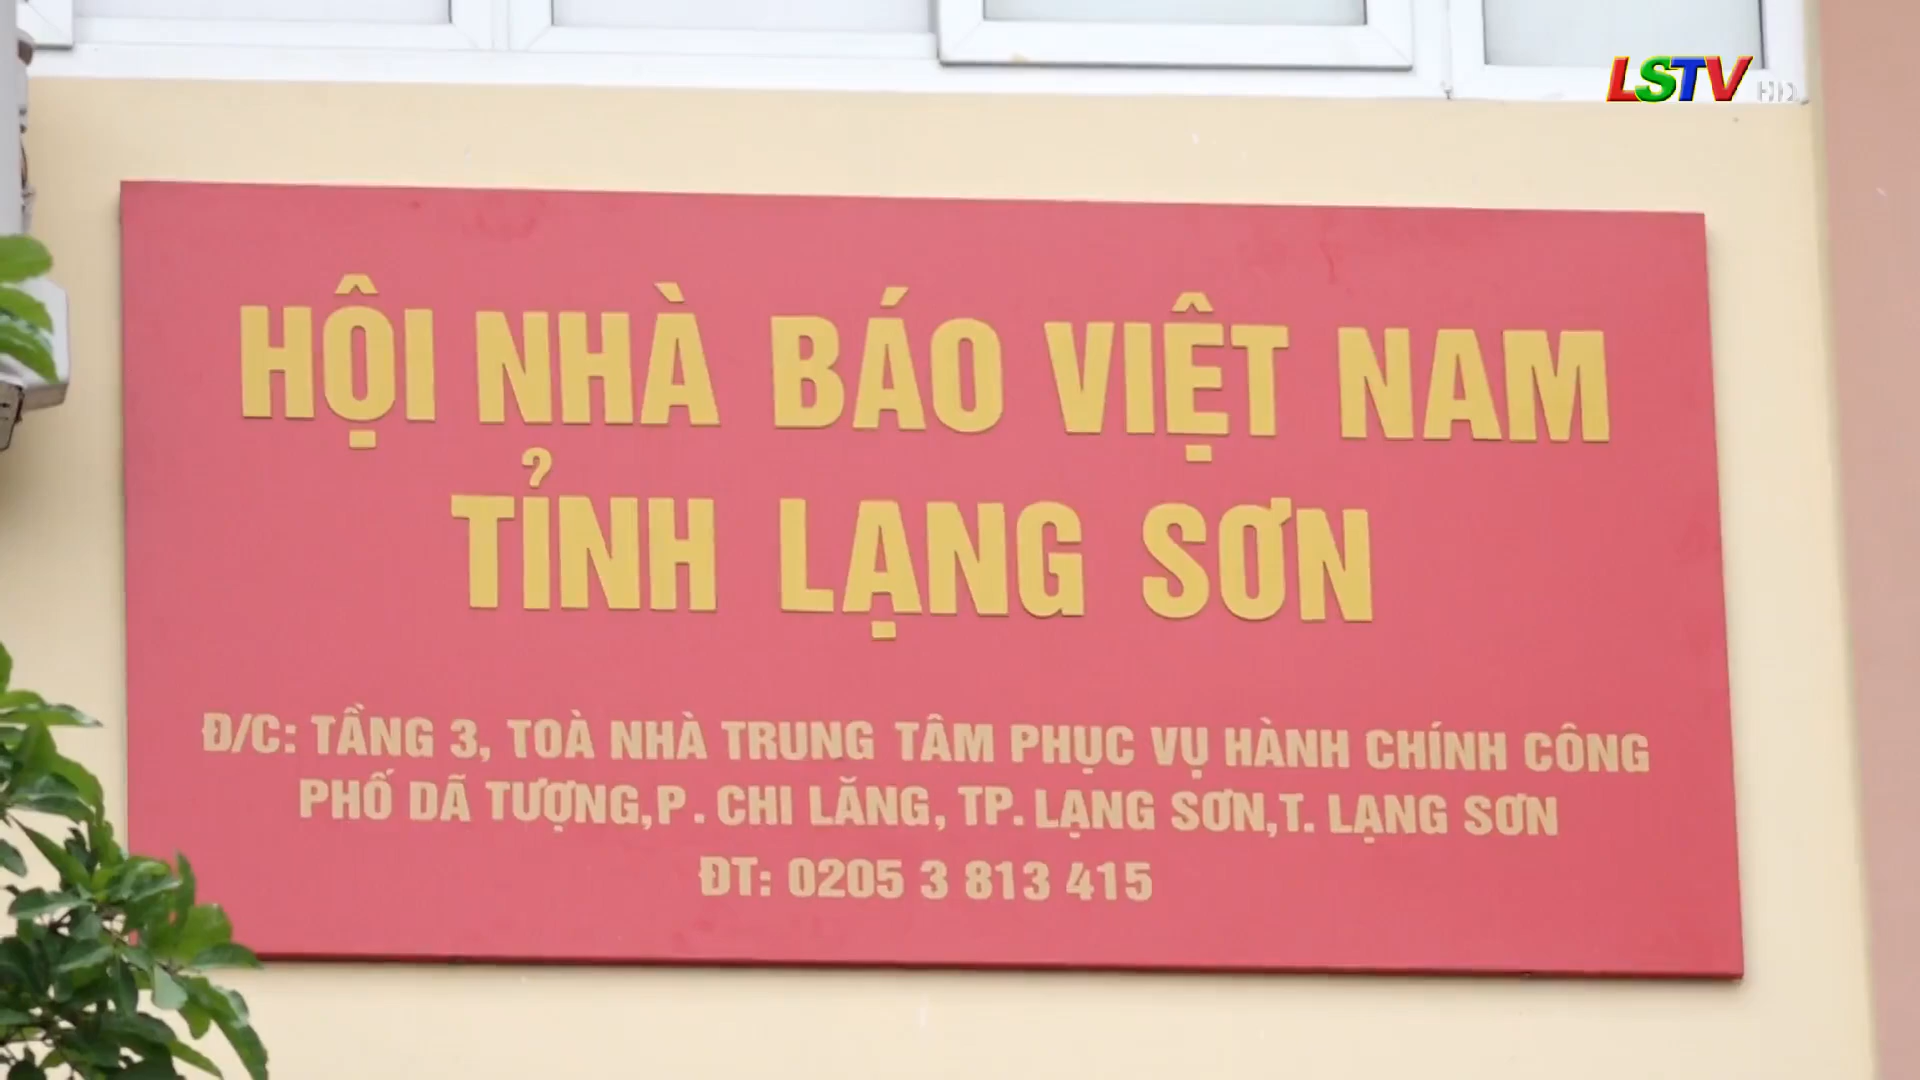 LSTV HD
HỘI NHÀ BÁO VIỆT NAM
TỈNH LẠNG SƠN
Đ/C: TẦNG 3, TOÀ NHÀ TRUNG TÂM PHỤC VỤ HÀNH CHÍNH CÔNG
PHỐ DÃ TƯỢNG,P. CHI LĂNG, TP. LẠNG SƠN,T. LẠNG SƠN
ĐT: 0205 3 813 415